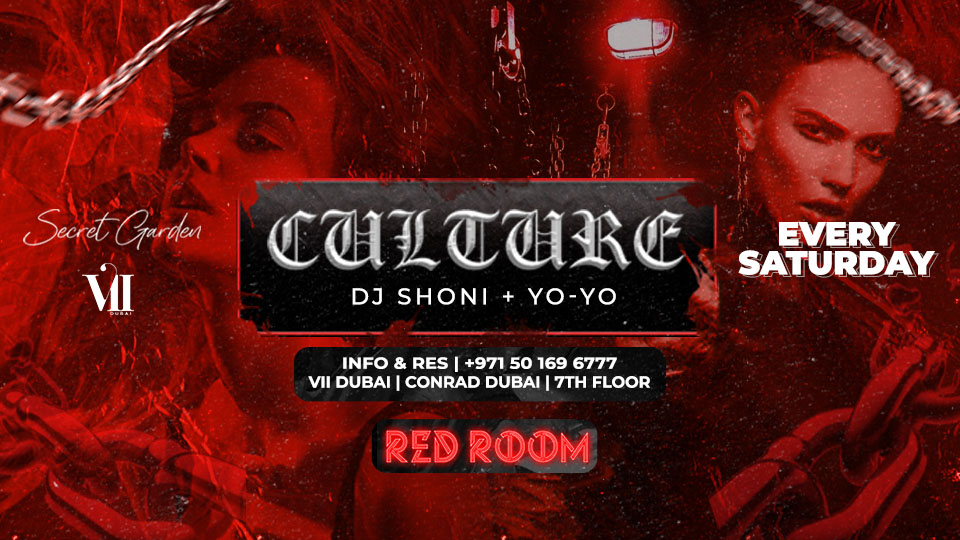 Secret Garden
VII
DUBAI
CULTURE
DJ SHONI + YO-YO
EVERY
SATURDAY
INFO & RES | +971 50 169 6777
VII DUBAI | CONRAD DUBAI | 7TH FLOOR
RED ROOM